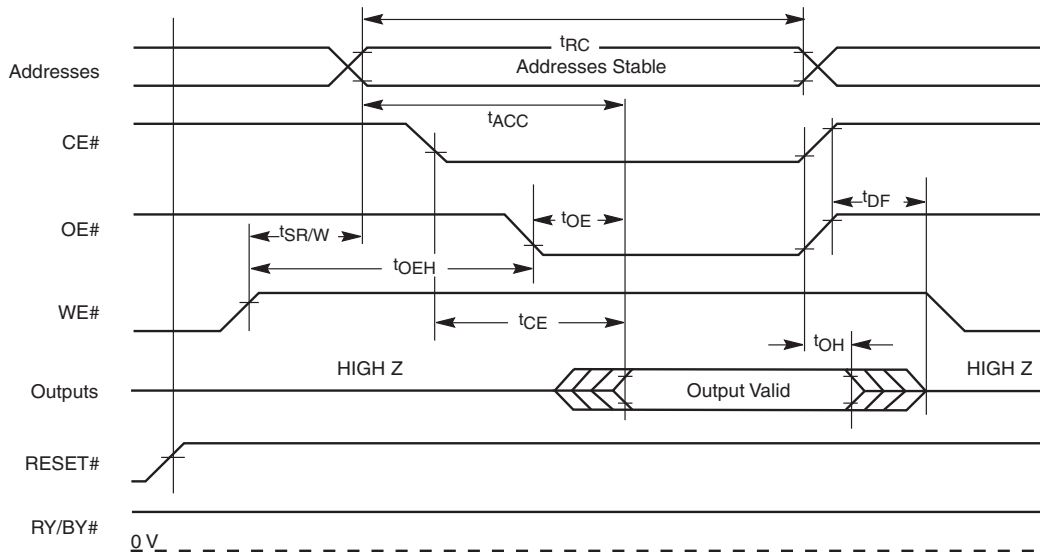 tRC
Addresses
Addresses Stable
tACC
CE#
tDF
tOE
OE#
tSR/W
tOEH
WE#
tCE
tOH
HIGH Z
HIGH Z
Outputs
Output Valid
RESET#
RY/BY#
0 V